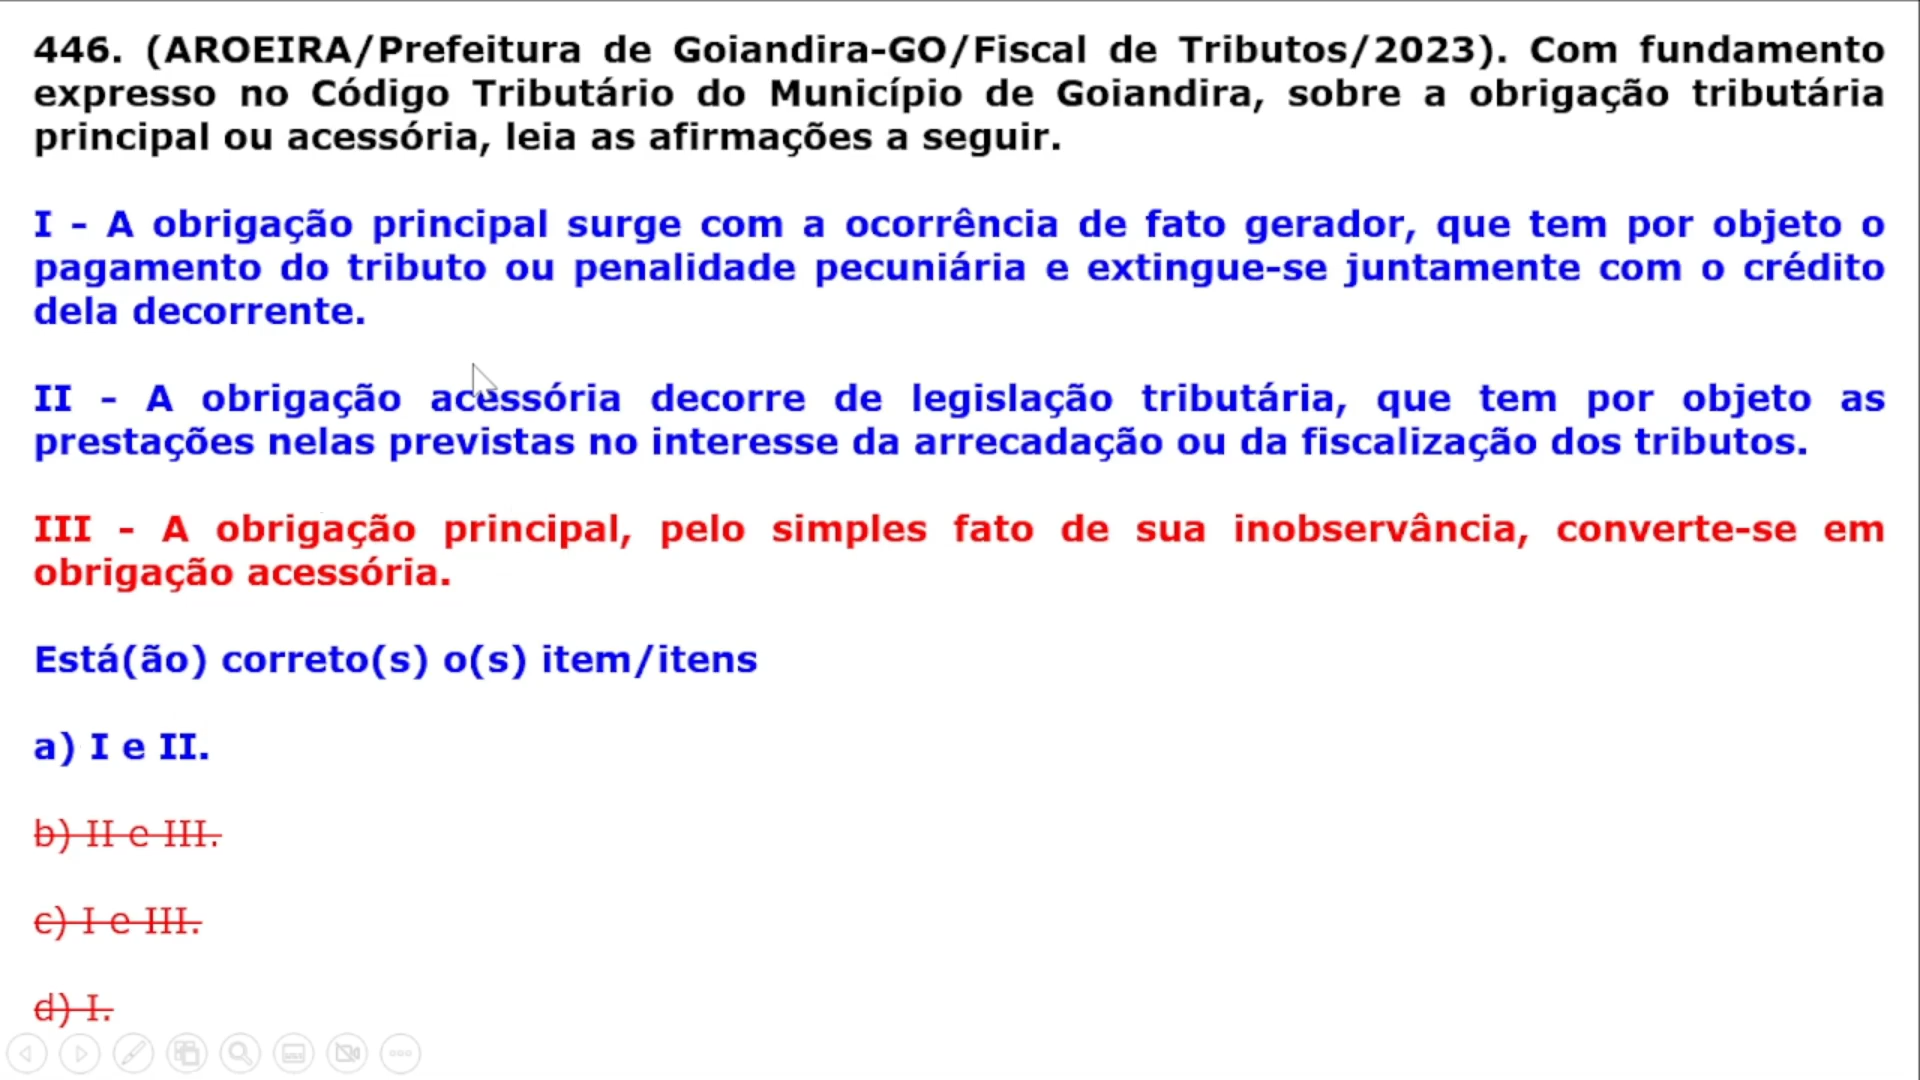 446. (AROEIRA/Prefeitura de Goiandira-GO/Fiscal de Tributos/2023). Com fundamento
expresso no Código Tributário do Município de Goiandira, sobre a obrigação tributária
principal ou acessória, leia as afirmações a seguir.
I - A obrigação principal surge com a ocorrência de fato gerador, que tem por objeto o
pagamento do tributo ou penalidade pecuniária e extingue-se juntamente com o crédito
dela decorrente.
II - A obrigação acessória decorre de legislação tributária, que tem por objeto as
prestações nelas previstas no interesse da arrecadação ou da fiscalização dos tributos.
III - A obrigação principal, pelo simples fato de sua inobservância, converte-se em
obrigação acessória.
Está(ão) correto(s) o(s) item/itens
a) I e II.
b) II e III.
c) I e III.
d) I.